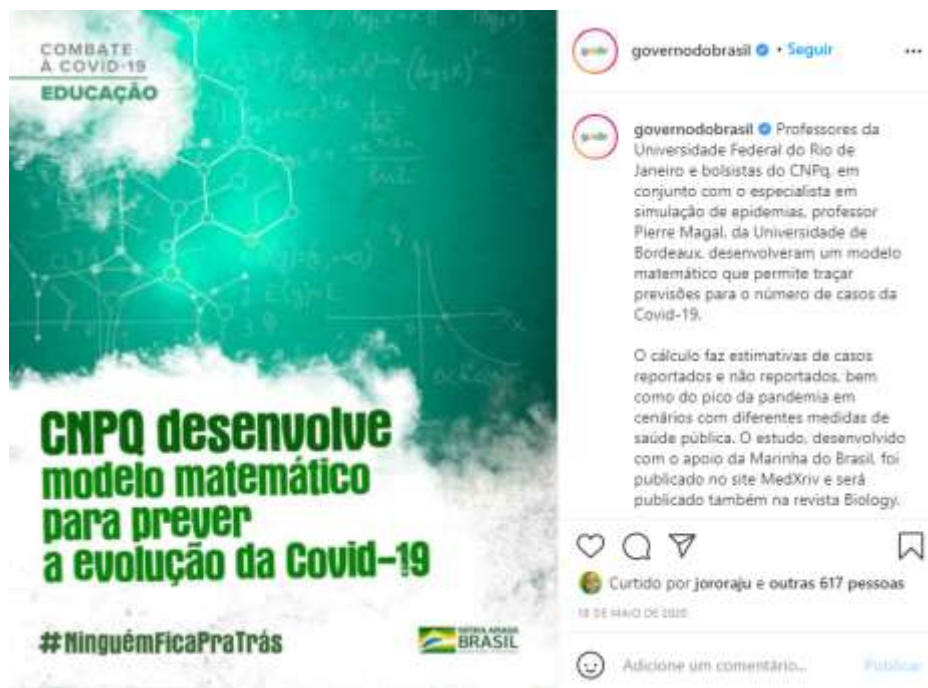 COMBATE
À COVID-19
EDUCAÇÃO
CNPQ desenvolve
modelo matemático
para prever
a evolução da Covid-19
#NinguémFicaPraTrás
PÁTRIA AMADA
BRASIL
governodobrasil • Seguir
governodobrasil Professores da
Universidade Federal do Rio de
Janeiro e bolsistas do CNPq, em
conjunto com o especialista em
simulação de epidemias, professor
Pierre Magal, da Universidade de
Bordeaux, desenvolveram um modelo
matemático que permite traçar
previsões para o número de casos da
Covid-19.
O cálculo faz estimativas de casos
reportados e não reportados, bem
como do pico da pandemia em
cenários com diferentes medidas de
saúde pública. O estudo, desenvolvido
com o apoio da Marinha do Brasil, foi
publicado no site MedXriv e será
publicado também na revista Biology.
Curtido por jororaju e outras 617 pessoas
18 DE MAIO DE 2020
Adicione um comentário...
Publicar